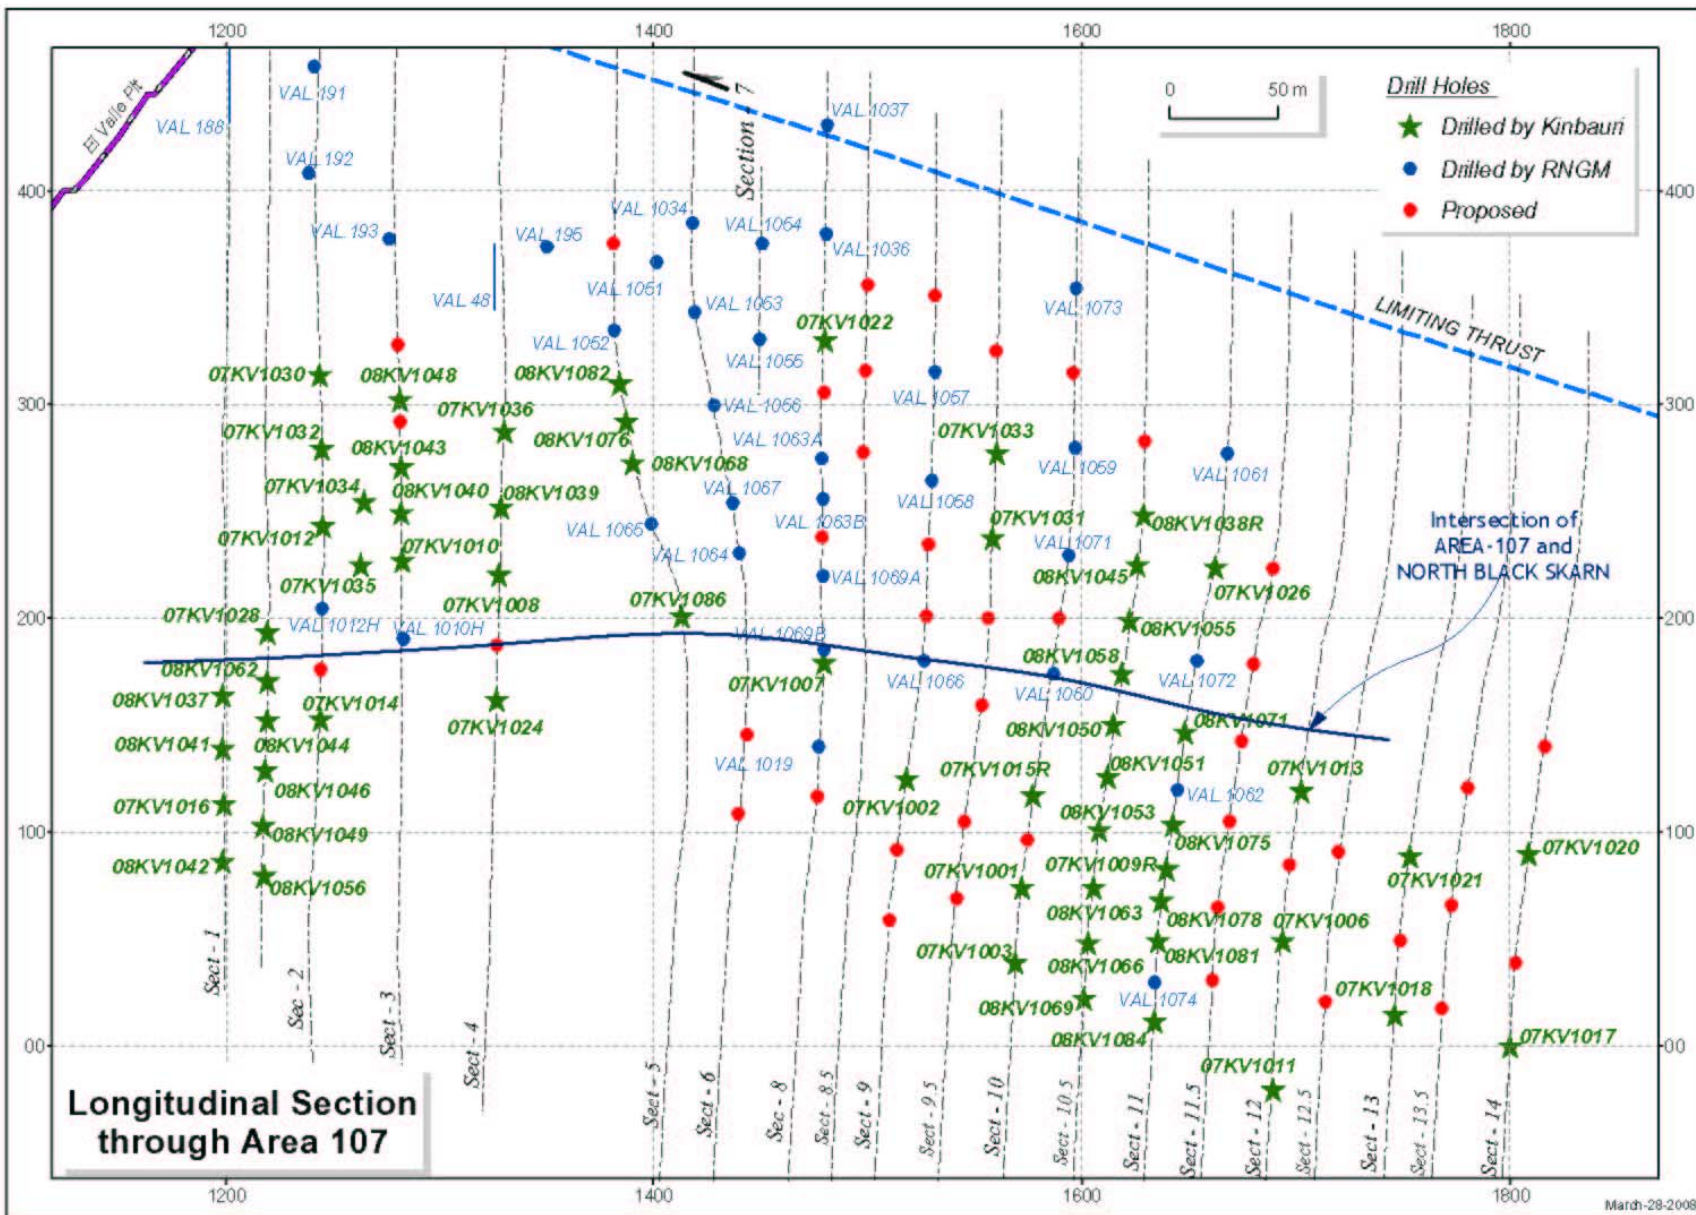 1200 1400 1600 1800
El Valle Pit
VAL 191
VAL 188
VAL 192
VAL 193
VAL 195
VAL 48
VAL 1034
VAL 1054
VAL 1037
VAL 1036
VAL 1051
VAL 1053
VAL 1052
VAL 1055
VAL 1073
Section - 7
0 50 m
Drill Holes
Drilled by Kinbauri
Drilled by RNGM
Proposed
LIMITING THRUST
400 400
300 300
200 200
100 100
00 00
07KV1022
07KV1030
08KV1048
08KV1082
07KV1036
VAL 1056
VAL 1057
07KV1032
08KV1043
08KV1076
VAL 1063A
07KV1033
VAL 1059
VAL 1061
08KV1068
07KV1034
08KV1040
08KV1039
VAL 1067
VAL 1058
07KV1012
VAL 1065
VAL 1063B
07KV1031
08KV1038R
07KV1010
VAL 1064
VAL 1071
07KV1035
VAL 1069A
08KV1045
07KV1026
Intersection of
AREA-107 and
NORTH BLACK SKARN
07KV1028
07KV1008
07KV1086
VAL 1012H
VAL 1010H
VAL 1069B
08KV1055
08KV1062
08KV1058
08KV1037
07KV1007
VAL 1066
VAL 1060
VAL 1072
07KV1014
07KV1024
08KV1050
08KV1071
08KV1041
08KV1044
VAL 1019
07KV1015R
08KV1051
07KV1013
08KV1046
VAL 1062
07KV1016
07KV1002
08KV1053
08KV1049
08KV1075
07KV1020
08KV1042
07KV1001
07KV1009R
07KV1021
08KV1056
08KV1063
08KV1078
07KV1006
07KV1003
08KV1066
08KV1081
08KV1069
VAL 1074
07KV1018
08KV1084
07KV1017
07KV1011
Sect - 1
Sec - 2
Sect - 3
Sect - 4
Sect - 5
Sect - 6
Sec - 8
Sect - 8.5
Sect - 9
Sect - 9.5
Sect - 10
Sect - 10.5
Sect - 11
Sect - 11.5
Sect - 12
Sect - 12.5
Sect - 13
Sect - 13.5
Sect - 14
Longitudinal Section
through Area 107
1200 1400 1600 1800
March-28-2008